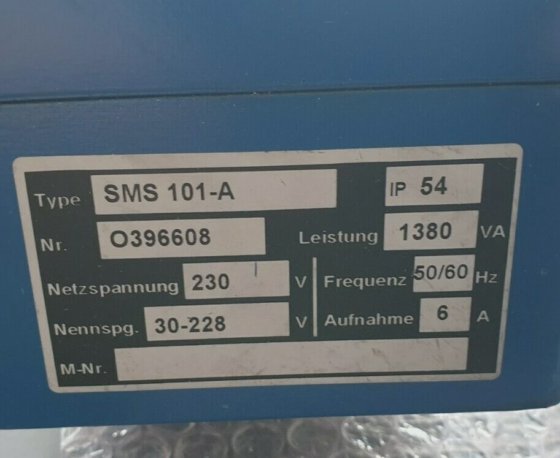 Type SMS 101-A IP 54
Nr. O396608 Leistung 1380 VA
Netzspannung 230 V Frequenz 50/60 Hz
Nennspg. 30-228 V Aufnahme 6 A
M-Nr.